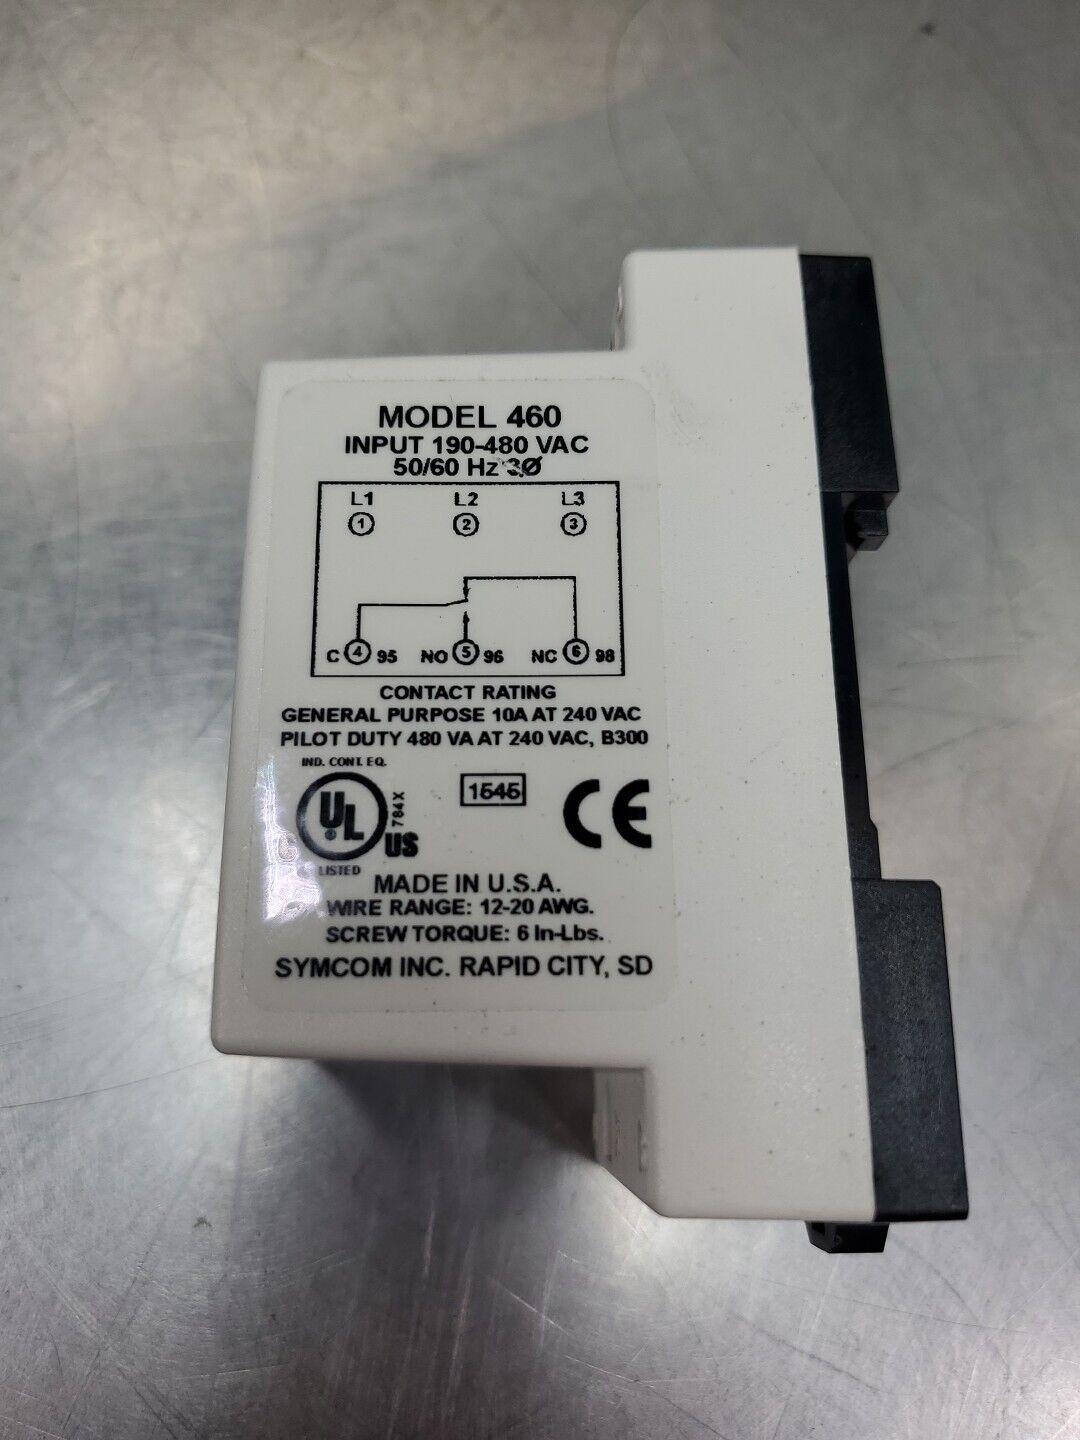 MODEL 460
INPUT 190-480 VAC
50/60 Hz 3Ø
L1 L2 L3
1 2 3
C 4 95 NO 5 96 NC 6 98
CONTACT RATING
GENERAL PURPOSE 10A AT 240 VAC
PILOT DUTY 480 VA AT 240 VAC, B300
IND. CONT. EQ.
UL 784X
1545
CE
C US
LISTED
MADE IN U.S.A.
WIRE RANGE: 12-20 AWG.
SCREW TORQUE: 6 In-Lbs.
SYMCOM INC. RAPID CITY, SD